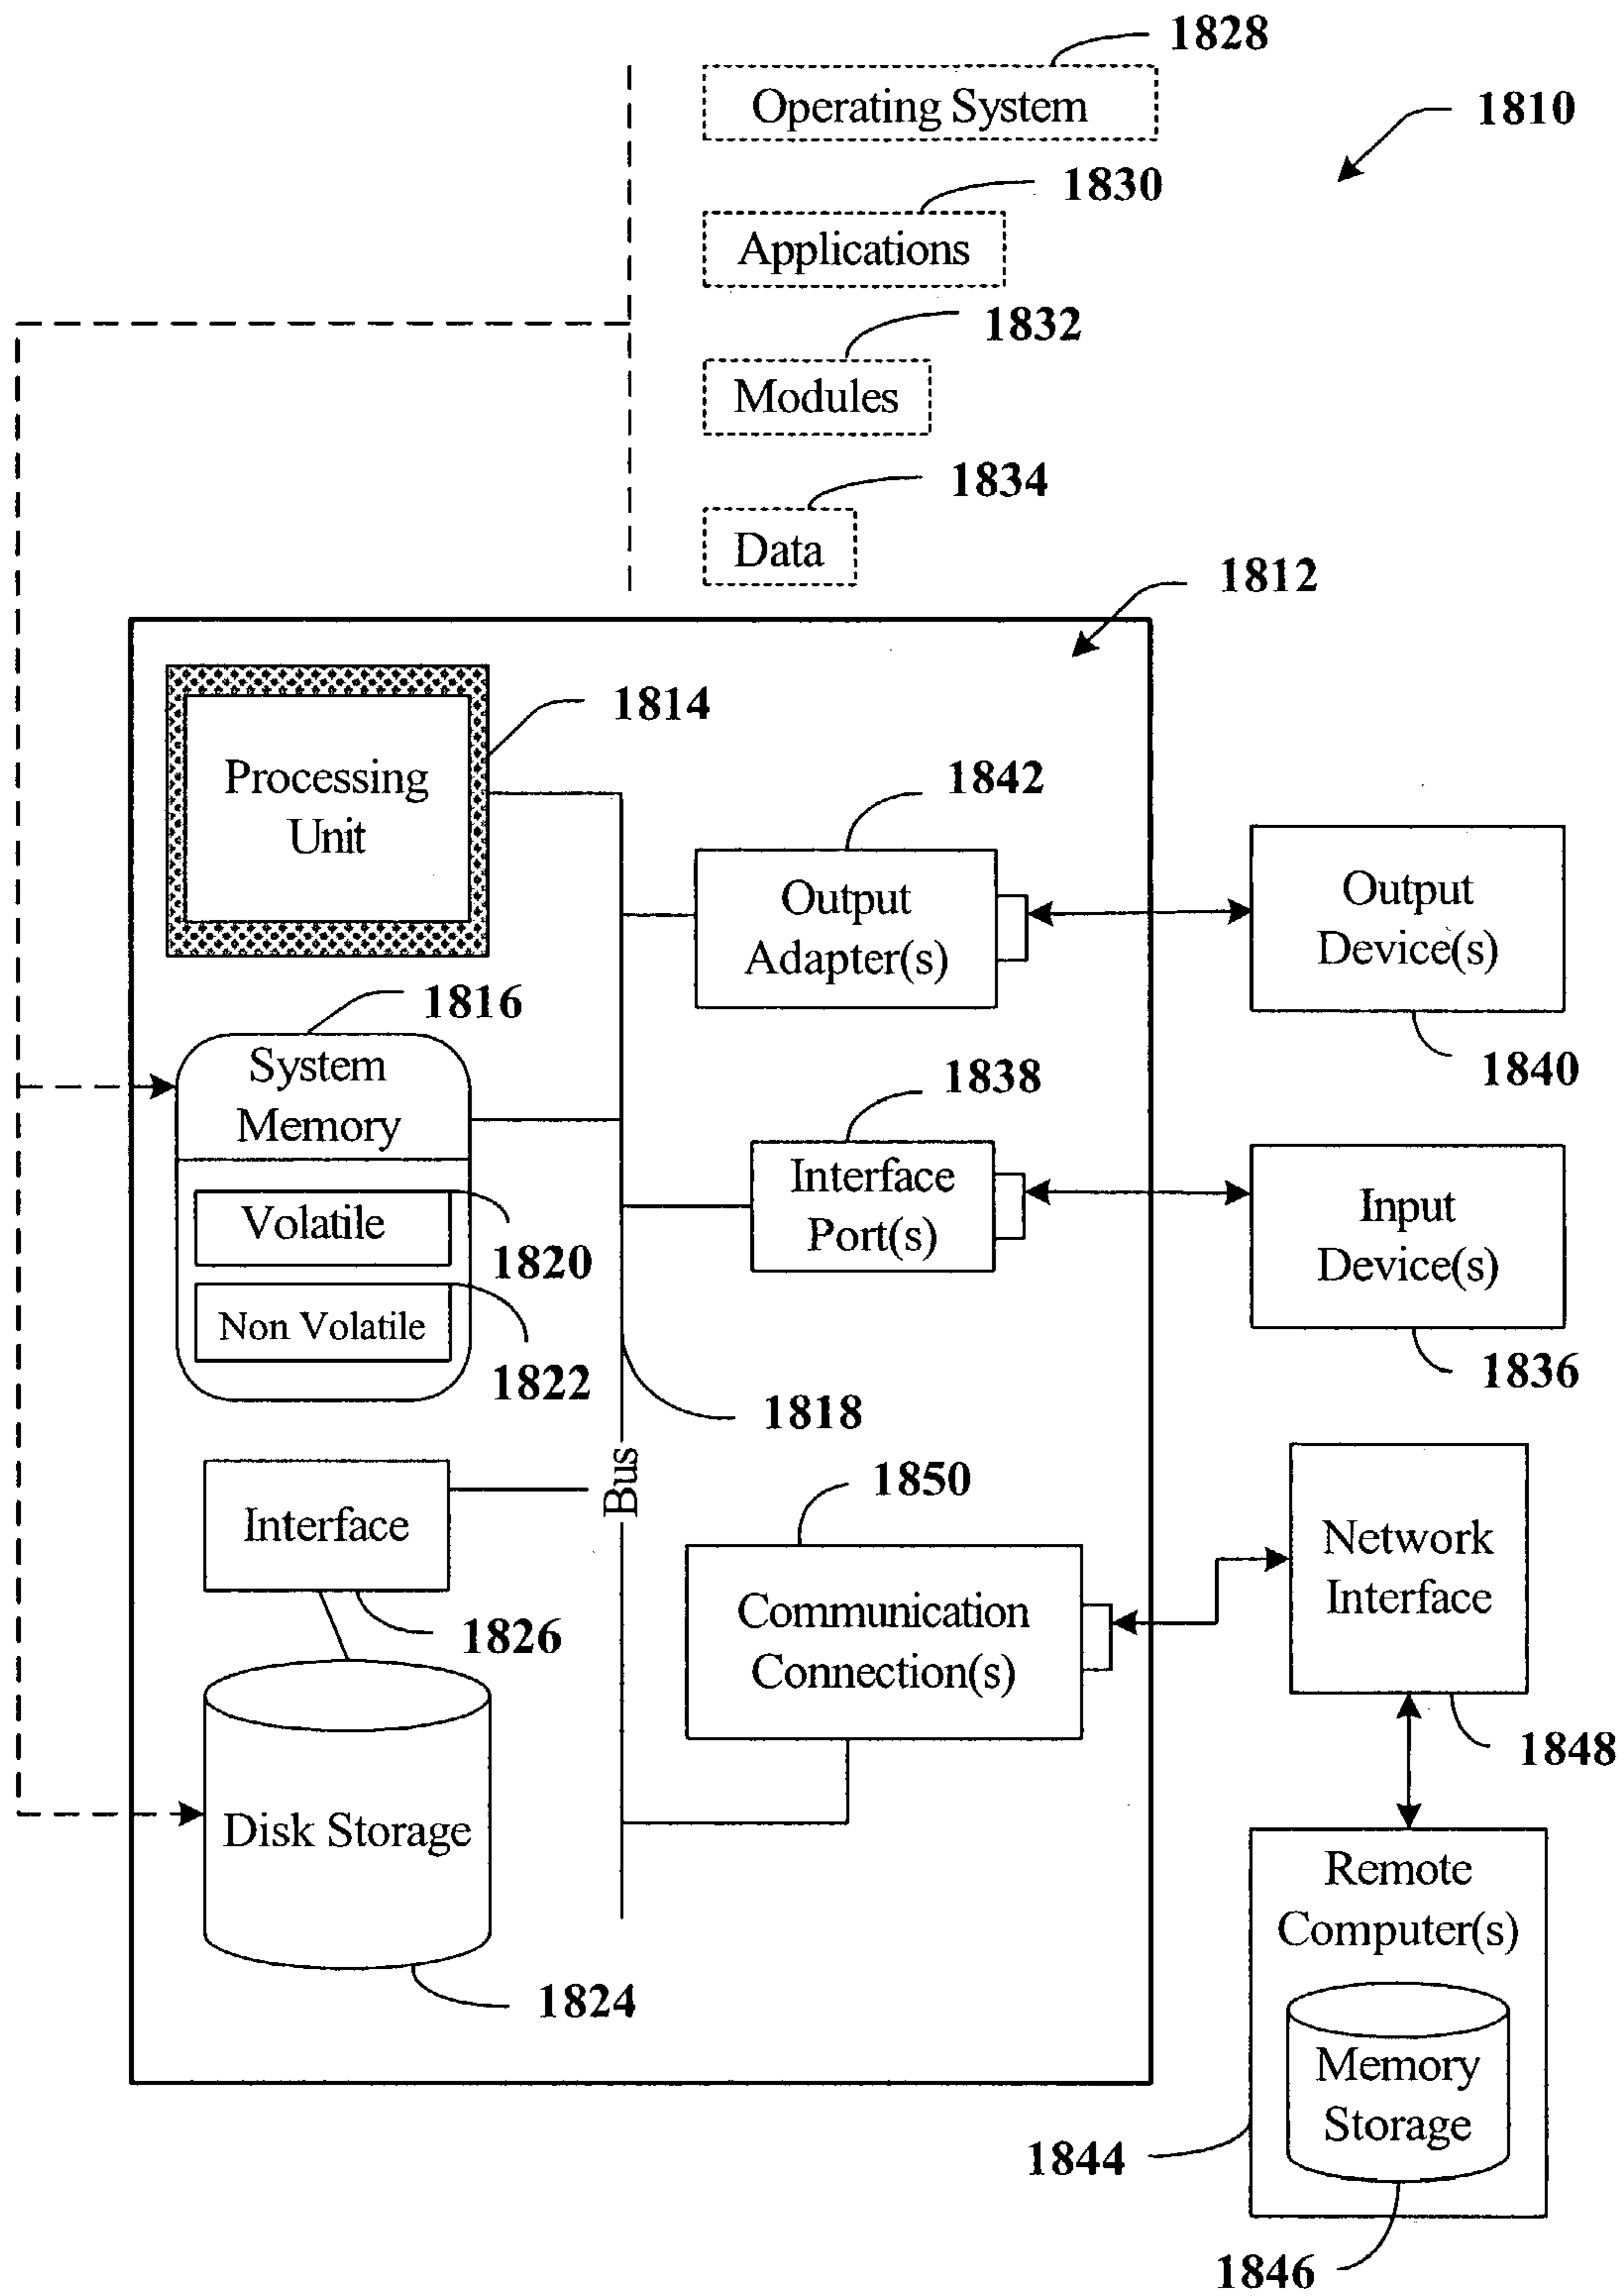 1828
Operating System
1810
1830
Applications
1832
Modules
1834
Data
1812
1814
Processing
Unit
1842
Output
Adapter(s)
Output
Device(s)
1840
1816
System
Memory
1838
Interface
Port(s)
Input
Device(s)
1836
Volatile
1820
Non Volatile
1822
1818
Bus
Interface
1826
1850
Communication
Connection(s)
Network
Interface
1848
Disk Storage
1824
Remote
Computer(s)
Memory
Storage
1844
1846